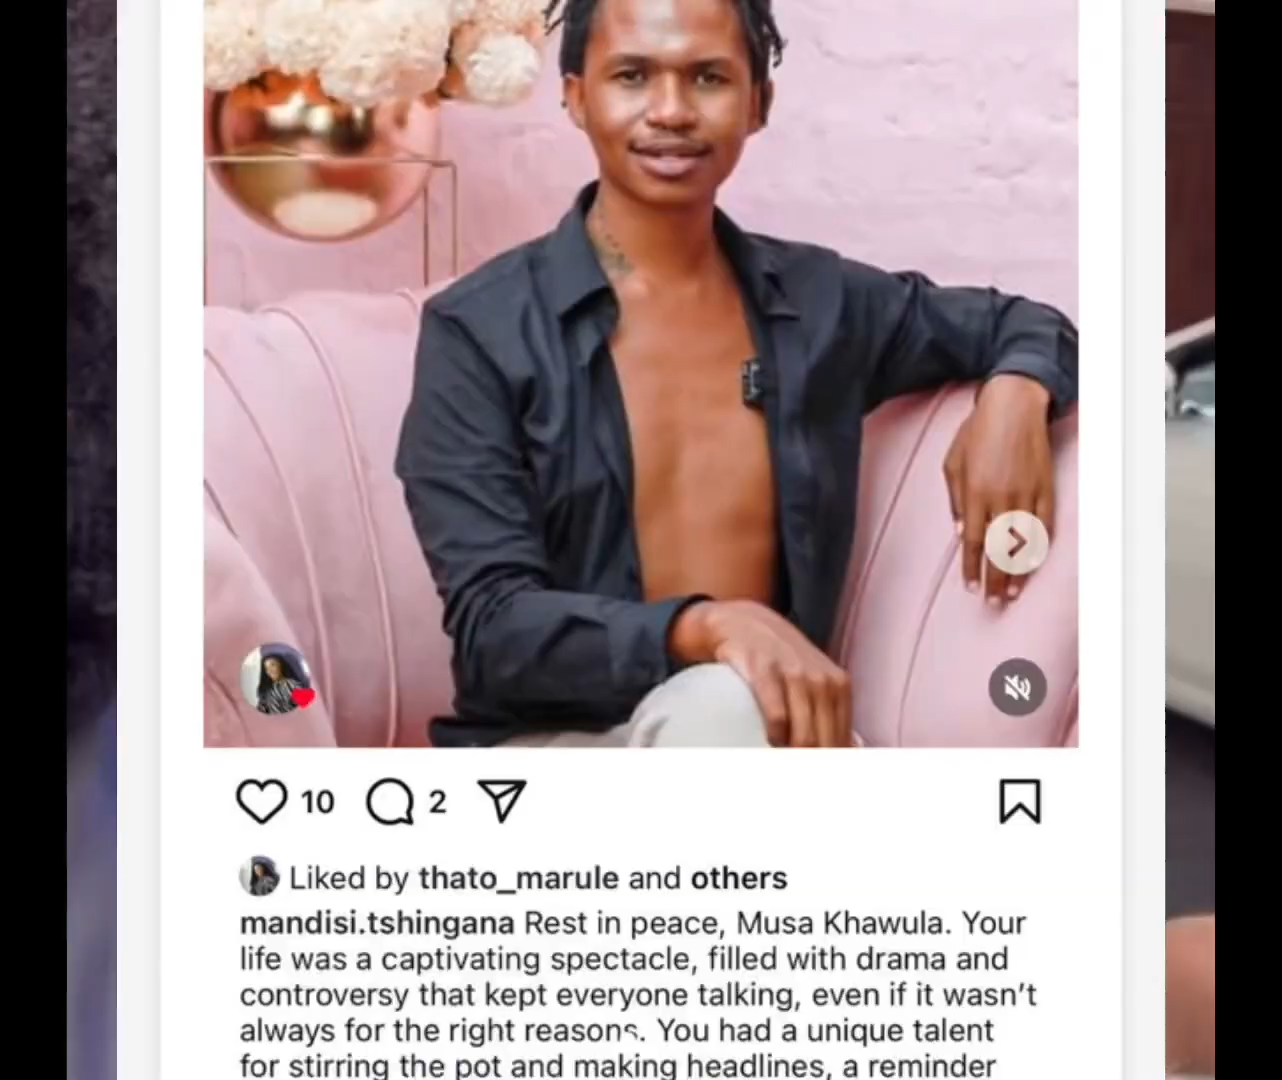 10 2
Liked by thato_marule and others
mandisi.tshingana Rest in peace, Musa Khawula. Your
life was a captivating spectacle, filled with drama and
controversy that kept everyone talking, even if it wasn't
always for the right reasons. You had a unique talent
for stirring the pot and making headlines, a reminder